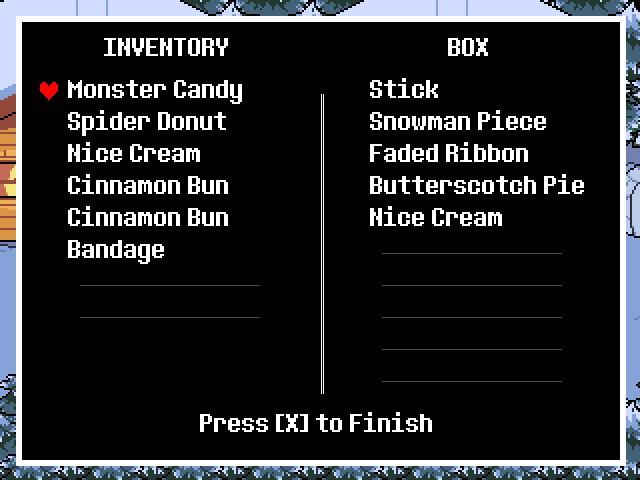 INVENTORY
Monster Candy
Spider Donut
Nice Cream
Cinnamon Bun
Cinnamon Bun
Bandage
BOX
Stick
Snowman Piece
Faded Ribbon
Butterscotch Pie
Nice Cream
Press [X] to Finish